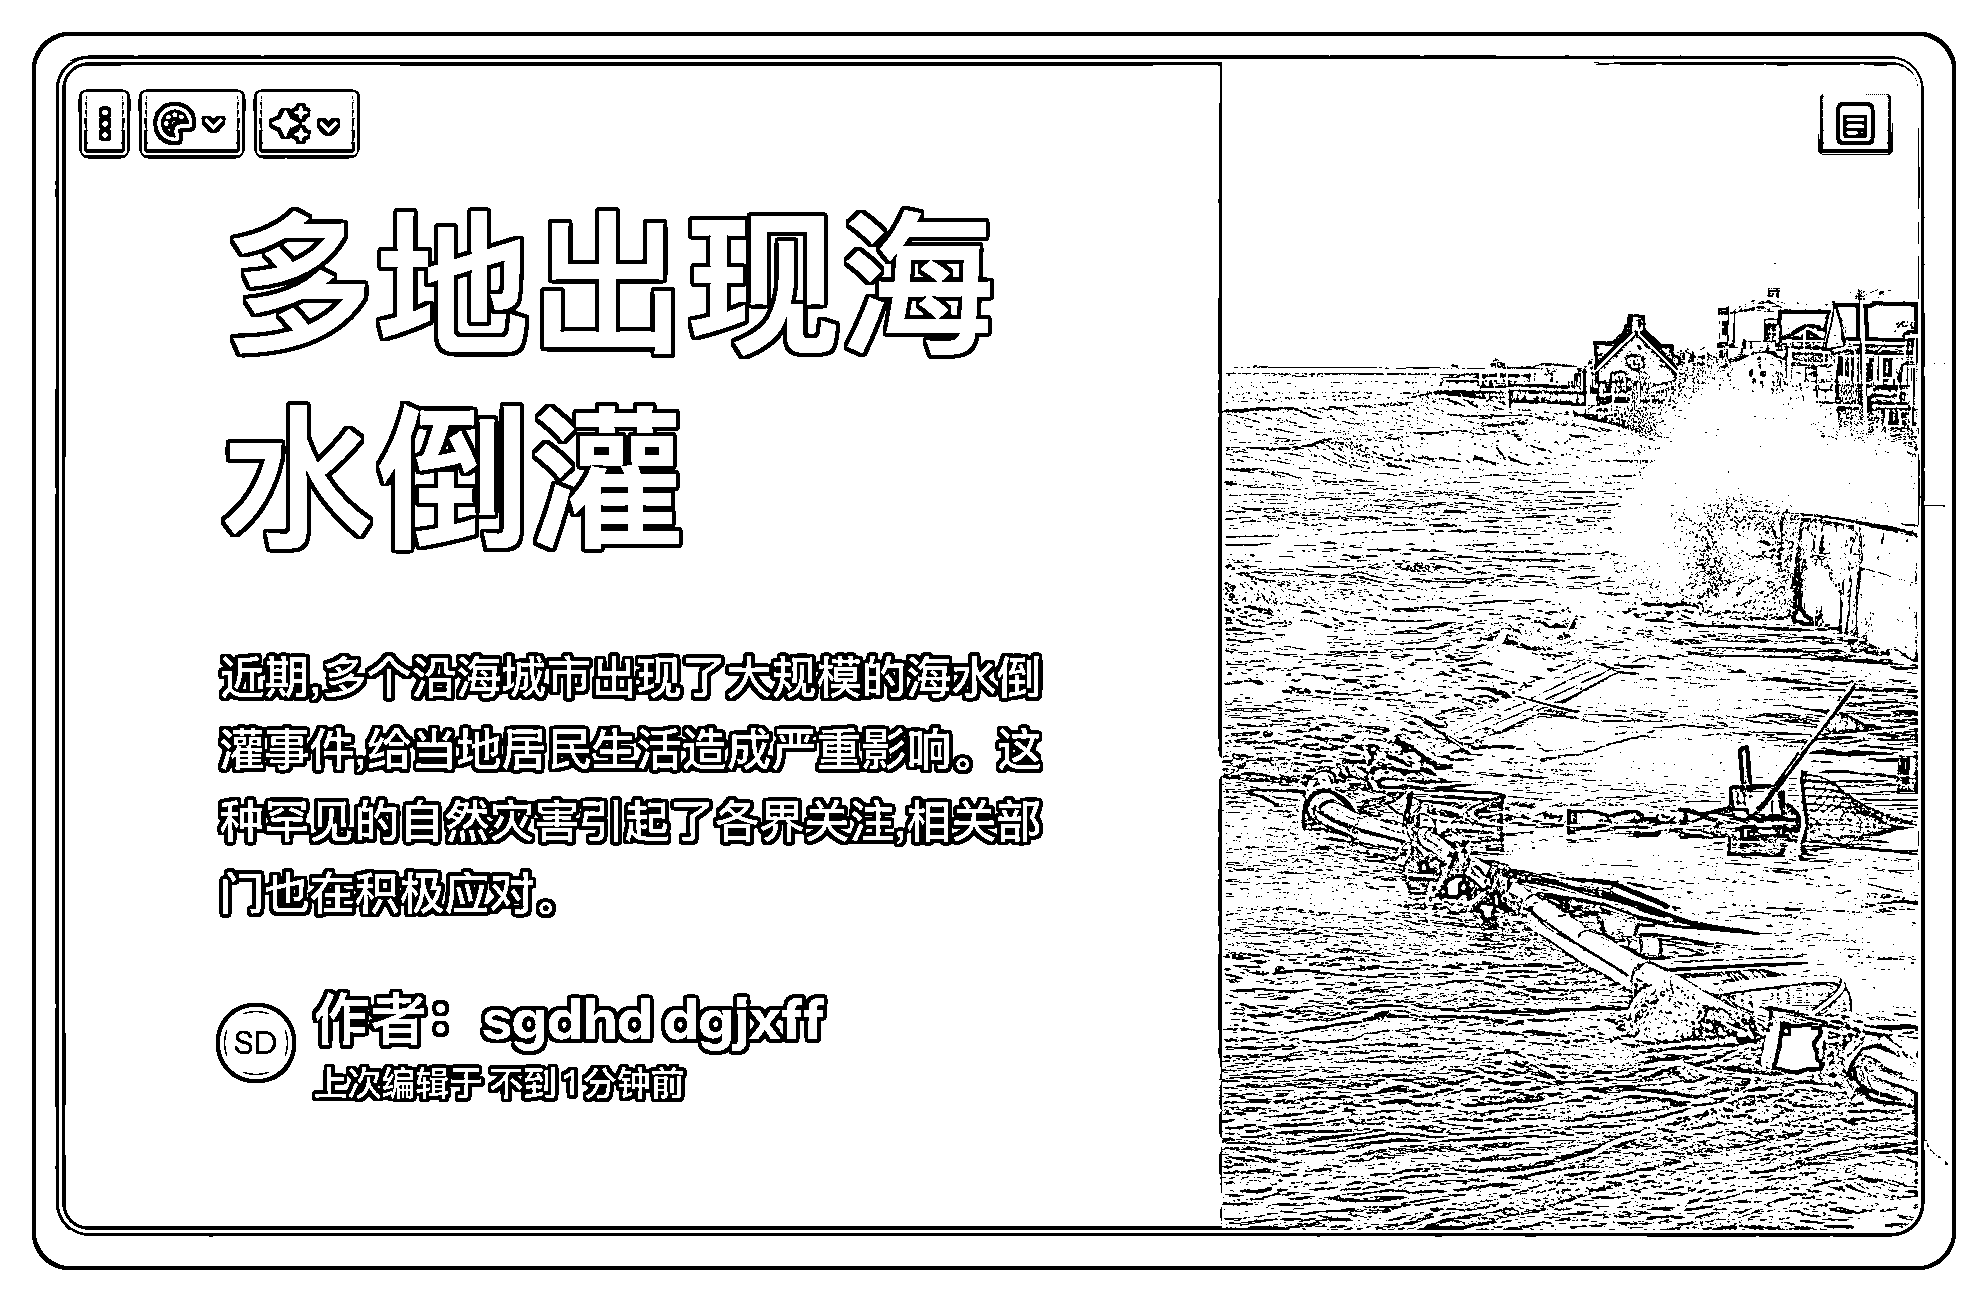 多地出现海
水倒灌
近期,多个沿海城市出现了大规模的海水倒
灌事件,给当地居民生活造成严重影响。这
种罕见的自然灾害引起了各界关注,相关部
门也在积极应对。
SD
作者：sgdhd dgjxff
上次编辑于 不到 1 分钟前